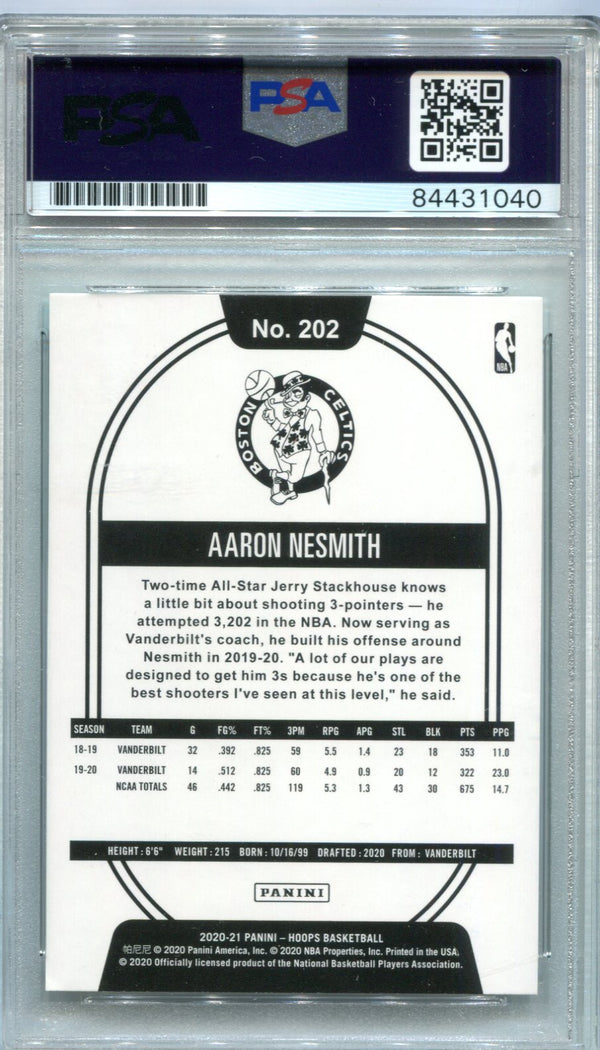 PSA
PSA
84431040
No. 202
NBA
BOSTON CELTICS
AARON NESMITH
Two-time All-Star Jerry Stackhouse knows
a little bit about shooting 3-pointers — he
attempted 3,202 in the NBA. Now serving as
Vanderbilt's coach, he built his offense around
Nesmith in 2019-20. "A lot of our plays are
designed to get him 3s because he's one of the
best shooters I've seen at this level," he said.
SEASON TEAM G FG% FT% 3PM RPG APG STL BLK PTS PPG
18-19 VANDERBILT 32 .392 .825 59 5.5 1.4 23 18 353 11.0
19-20 VANDERBILT 14 .512 .825 60 4.9 0.9 20 12 322 23.0
NCAA TOTALS 46 .442 .825 119 5.3 1.3 43 30 675 14.7
HEIGHT: 6'6" WEIGHT: 215 BORN: 10/16/99 DRAFTED: 2020 FROM: VANDERBILT
PANINI
2020-21 PANINI – HOOPS BASKETBALL
帕尼尼 © 2020 Panini America, Inc. © 2020 NBA Properties, Inc. Printed in the USA.
© 2020 Officially licensed product of the National Basketball Players Association.